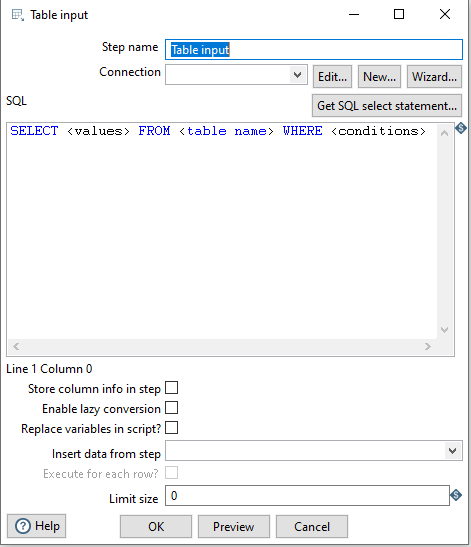 Table input
Step name Table input
Connection Edit... New... Wizard...
SQL Get SQL select statement...
SELECT <values> FROM <table name> WHERE <conditions>
Line 1 Column 0
Store column info in step
Enable lazy conversion
Replace variables in script?
Insert data from step
Execute for each row?
Limit size 0
Help OK Preview Cancel